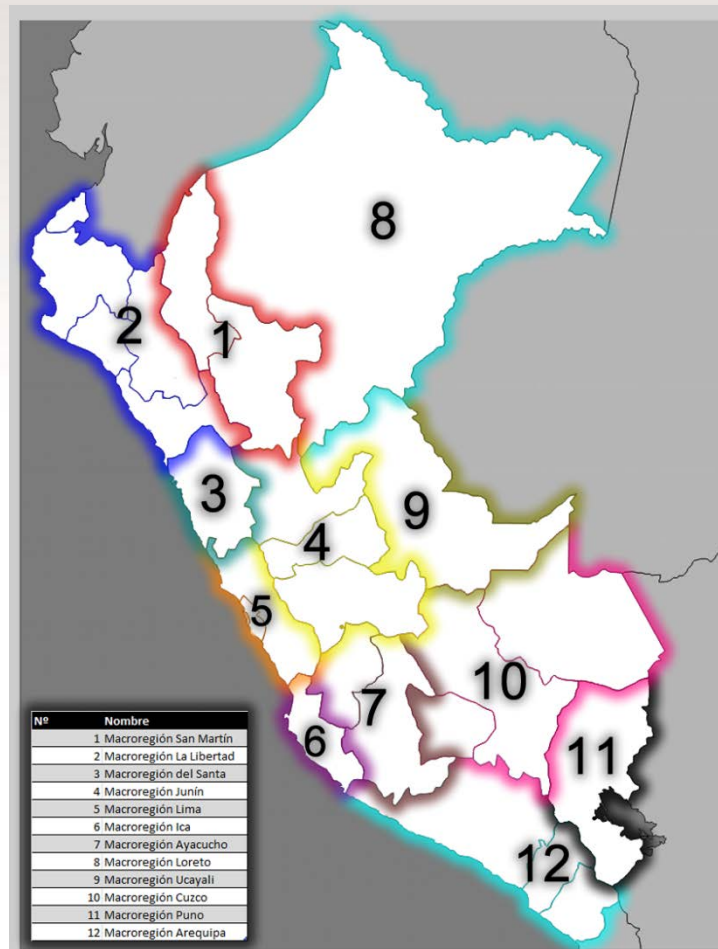 8
2
1
3
9
4
5
10
7
11
6
12
Nº Nombre
1 Macroregión San Martín
2 Macroregión La Libertad
3 Macroregión del Santa
4 Macroregión Junín
5 Macroregión Lima
6 Macroregión Ica
7 Macroregión Ayacucho
8 Macroregión Loreto
9 Macroregión Ucayali
10 Macroregión Cuzco
11 Macroregión Puno
12 Macroregión Arequipa